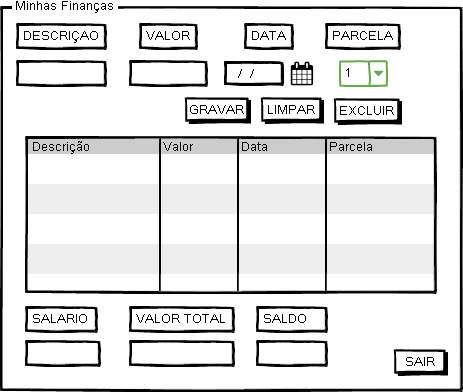 Minhas Finanças
DESCRIÇAO VALOR DATA PARCELA
/ / 1
GRAVAR LIMPAR EXCLUIR
Descrição Valor Data Parcela
SALARIO VALOR TOTAL SALDO
SAIR